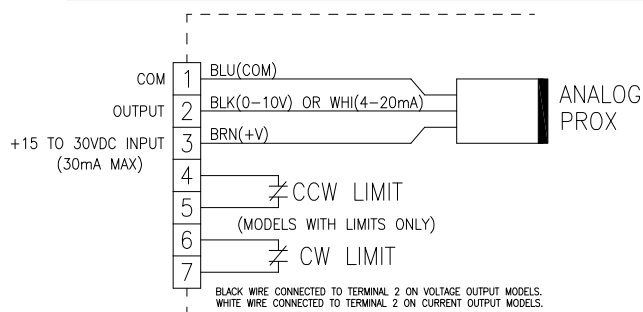 COM 1 BLU(COM)
OUTPUT 2 BLK(0-10V) OR WHI(4-20mA)
+15 TO 30VDC INPUT 3 BRN(+V)
(30mA MAX)
ANALOG
PROX
4
CCW LIMIT
5
(MODELS WITH LIMITS ONLY)
6
CW LIMIT
7
BLACK WIRE CONNECTED TO TERMINAL 2 ON VOLTAGE OUTPUT MODELS.
WHITE WIRE CONNECTED TO TERMINAL 2 ON CURRENT OUTPUT MODELS.